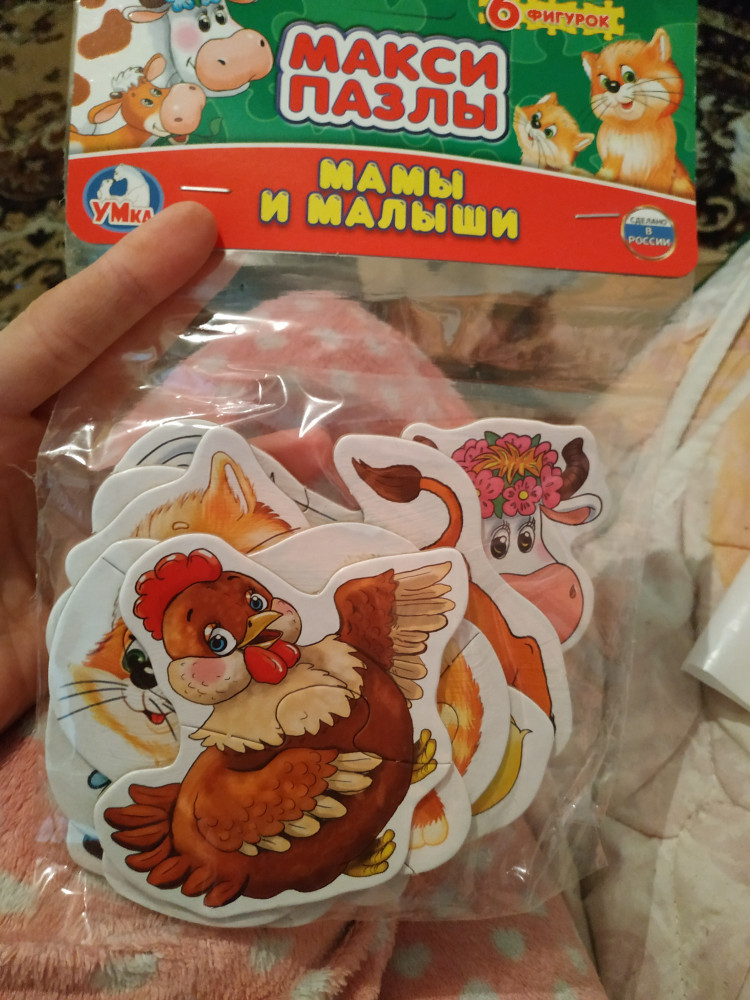 6 ФИГУРОК
МАКСИ
ПАЗЛЫ
МАМЫ
И МАЛЫШИ
УМКА
СДЕЛАНО
В
РОССИИ